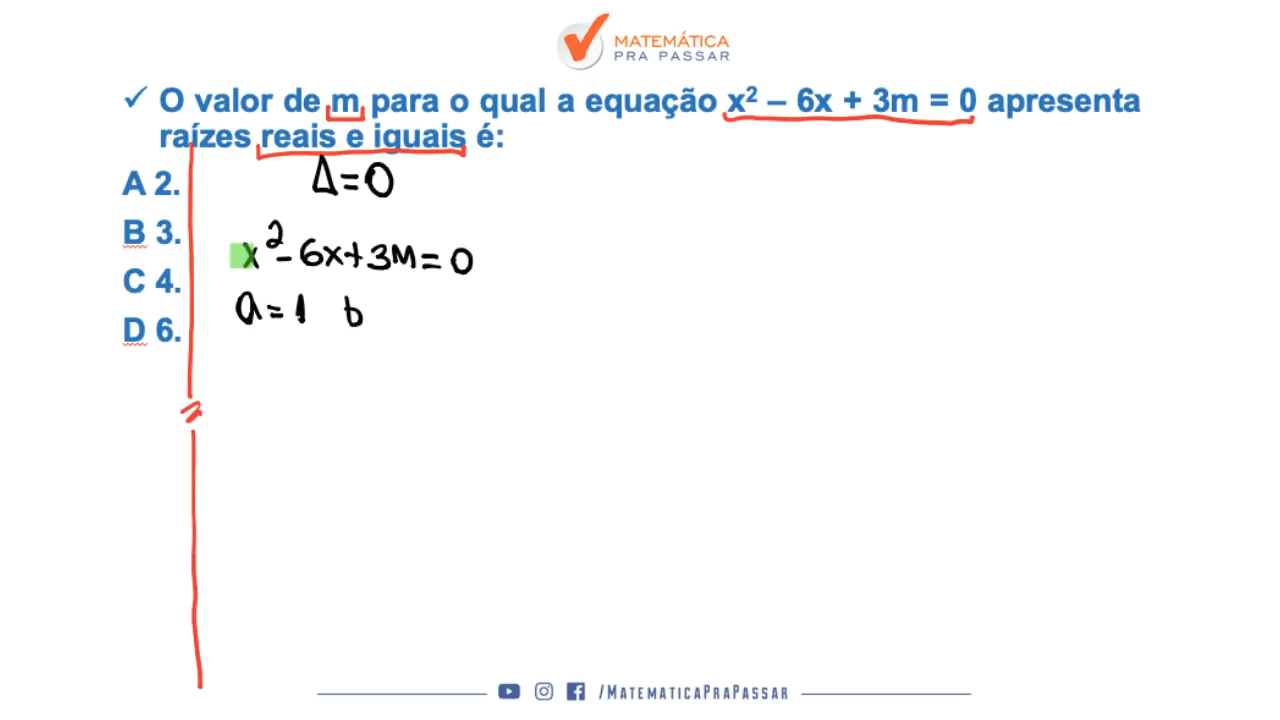 MATEMÁTICA
PRA PASSAR
✓ O valor de m para o qual a equação x² – 6x + 3m = 0 apresenta
raízes reais e iguais é:
A 2.
Δ=0
B 3.
x²-6x+3m=0
C 4.
a=1 b
D 6.
/MATEMATICAPRAPASSAR